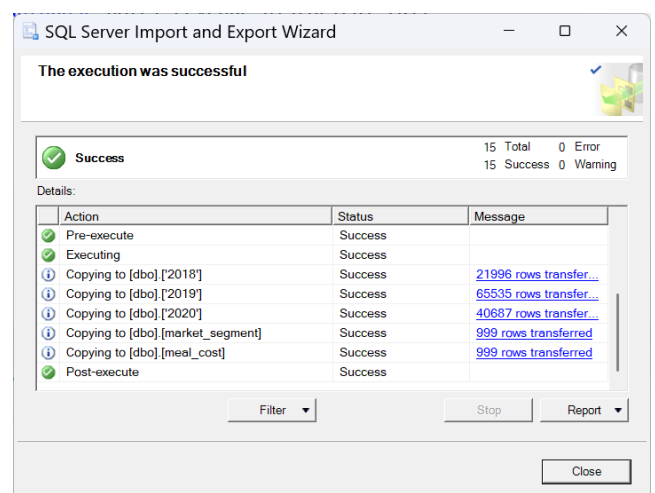 SQL Server Import and Export Wizard
The execution was successful
Success
15 Total 0 Error
15 Success 0 Warning
Details:
Action Status Message
Pre-execute Success
Executing Success
Copying to [dbo].['2018'] Success 21996 rows transfer...
Copying to [dbo].['2019'] Success 65535 rows transfer...
Copying to [dbo].['2020'] Success 40687 rows transfer...
Copying to [dbo].[market_segment] Success 999 rows transferred
Copying to [dbo].[meal_cost] Success 999 rows transferred
Post-execute Success
Filter Stop Report
Close